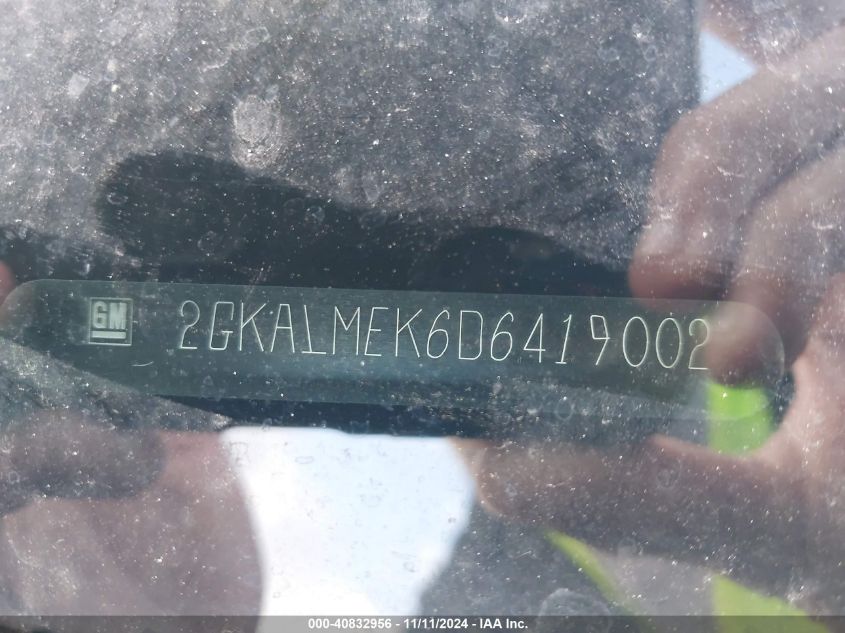 GM 2GKALMEK6D6419002
000-40832956 - 11/11/2024 - IAA Inc.